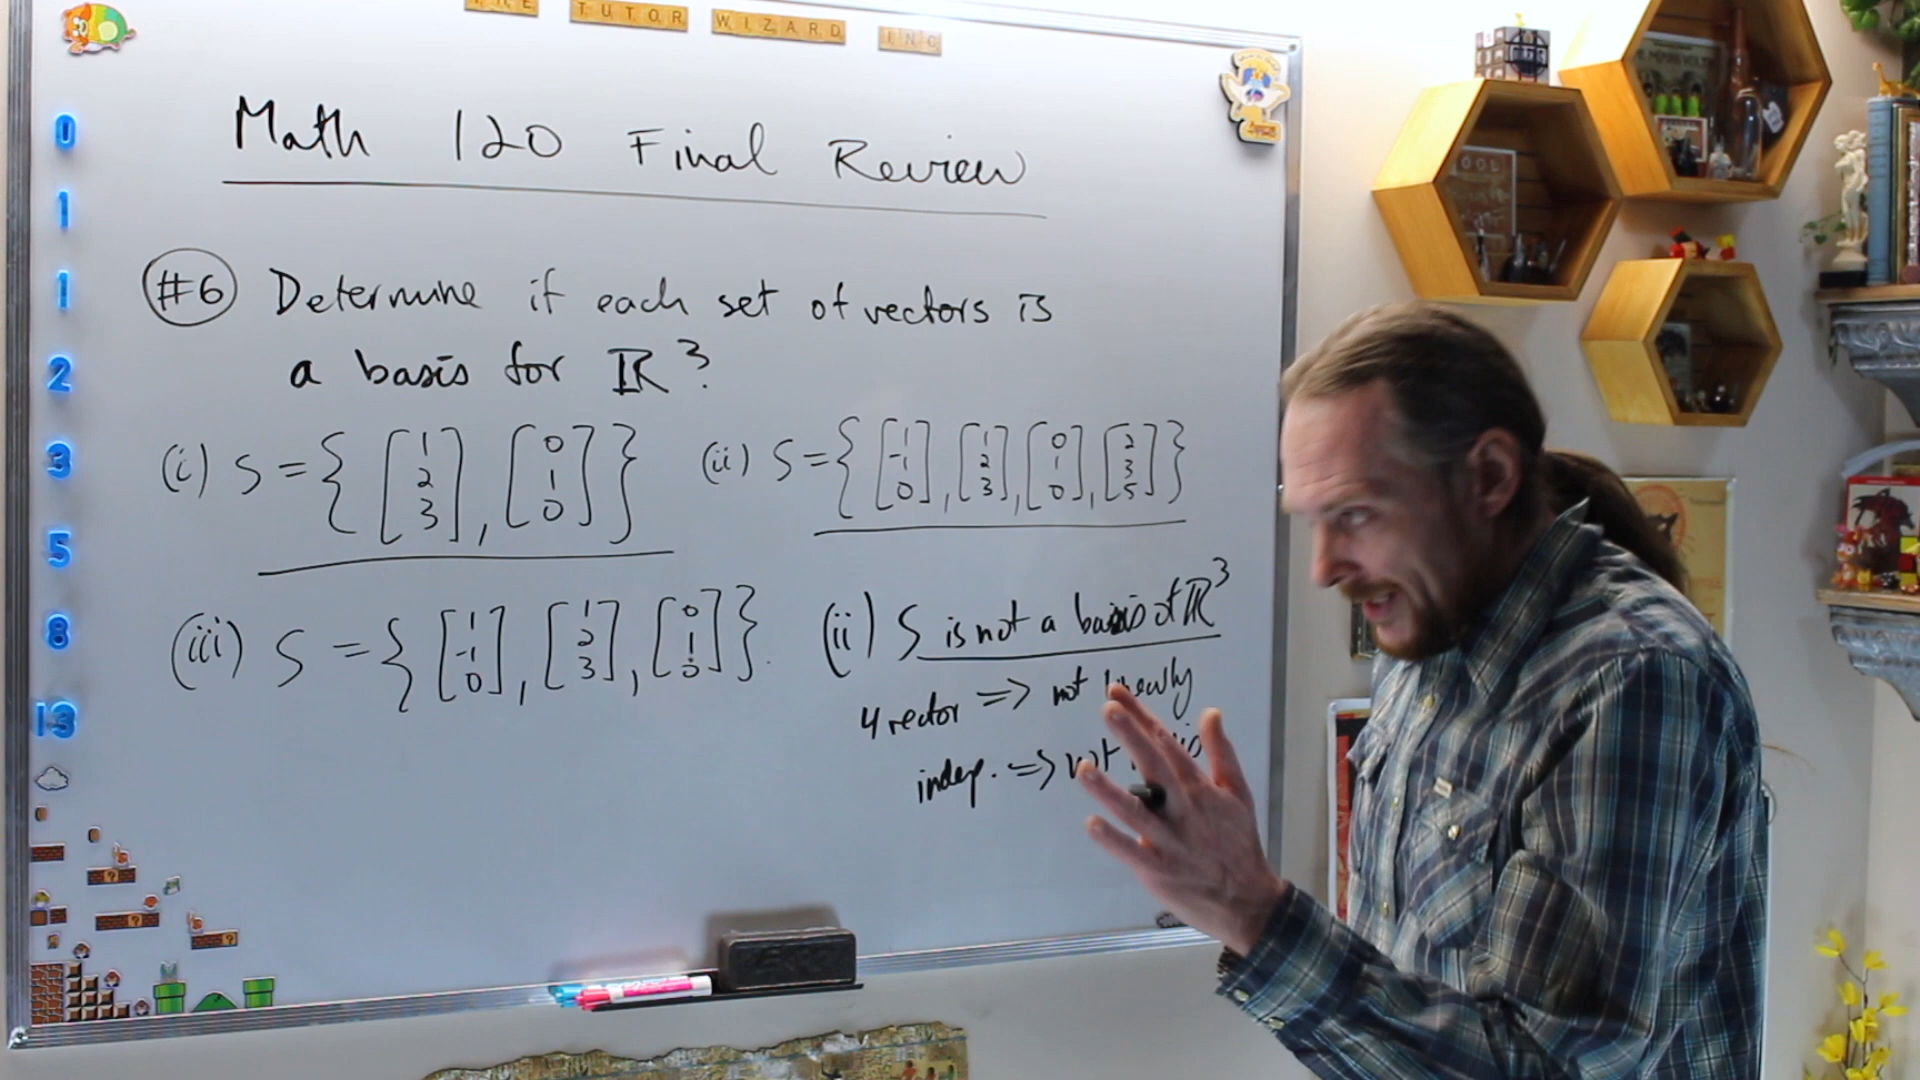 THE TUTOR WIZARD INC
Math 120 Final Review
#6 Determine if each set of vectors is
a basis for ℝ³?
(i) S = { [1 2 3], [0 1 0] }
(ii) S = { [1 -1 0], [1 2 3], [0 1 0], [2 3 5] }
(iii) S = { [1 -1 0], [1 2 3], [0 1 0] }.
(ii) S is not a basis of ℝ³
4 vector => not linearly
indep. => not
0
1
1
2
3
5
8
13